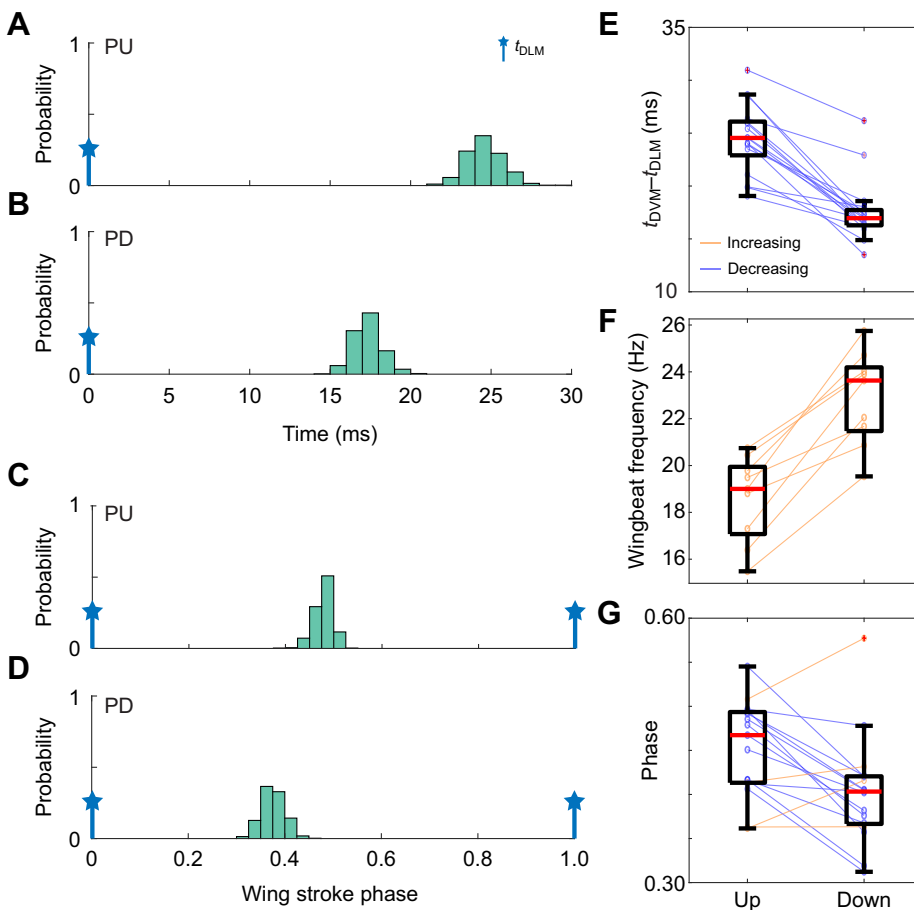 A
PU
1
Probability
0
t_DLM
B
PD
1
Probability
0
0 5 10 15 20 25 30
Time (ms)
C
PU
1
Probability
0
D
PD
1
Probability
0
0 0.2 0.4 0.6 0.8 1.0
Wing stroke phase
E
35
t_DVM–t_DLM (ms)
Increasing
Decreasing
10
F
26
24
22
20
18
16
Wingbeat frequency (Hz)
G
0.60
Phase
0.30
Up Down